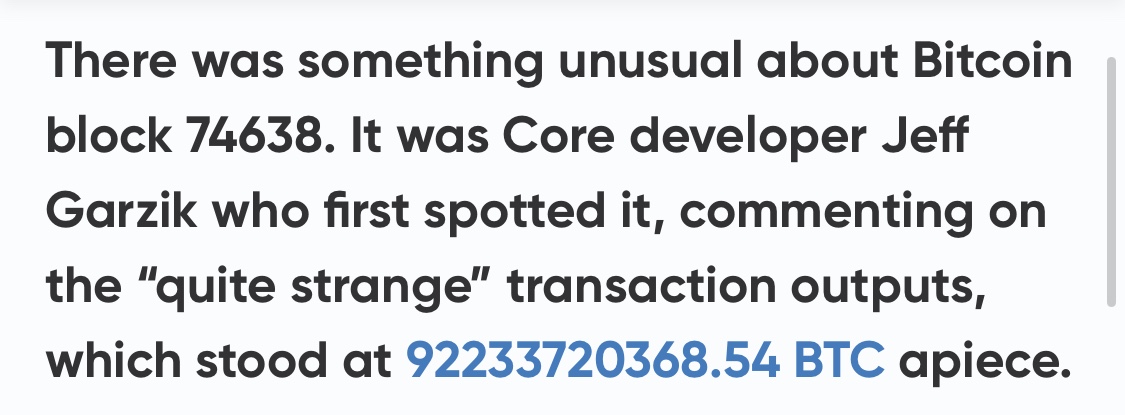 There was something unusual about Bitcoin
block 74638. It was Core developer Jeff
Garzik who first spotted it, commenting on
the “quite strange” transaction outputs,
which stood at 92233720368.54 BTC apiece.